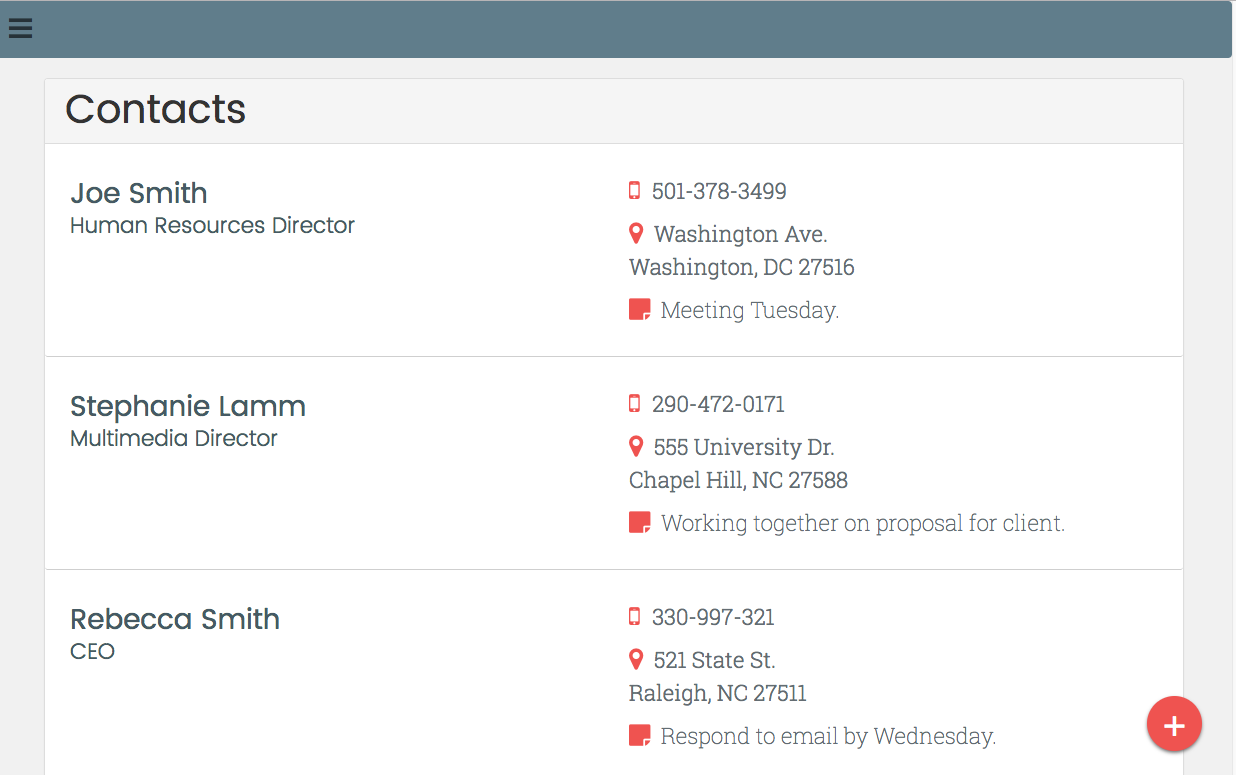 Contacts
Joe Smith
Human Resources Director
501-378-3499
Washington Ave.
Washington, DC 27516
Meeting Tuesday.
Stephanie Lamm
Multimedia Director
290-472-0171
555 University Dr.
Chapel Hill, NC 27588
Working together on proposal for client.
Rebecca Smith
CEO
330-997-321
521 State St.
Raleigh, NC 27511
Respond to email by Wednesday.